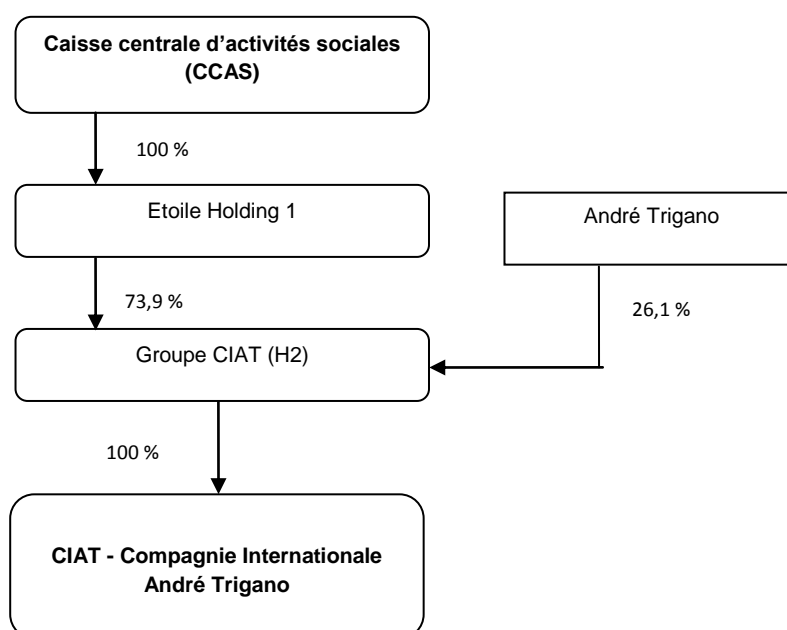 Caisse centrale d’activités sociales
(CCAS)
100 %
Etoile Holding 1
André Trigano
73,9 %
26,1 %
Groupe CIAT (H2)
100 %
CIAT - Compagnie Internationale
André Trigano